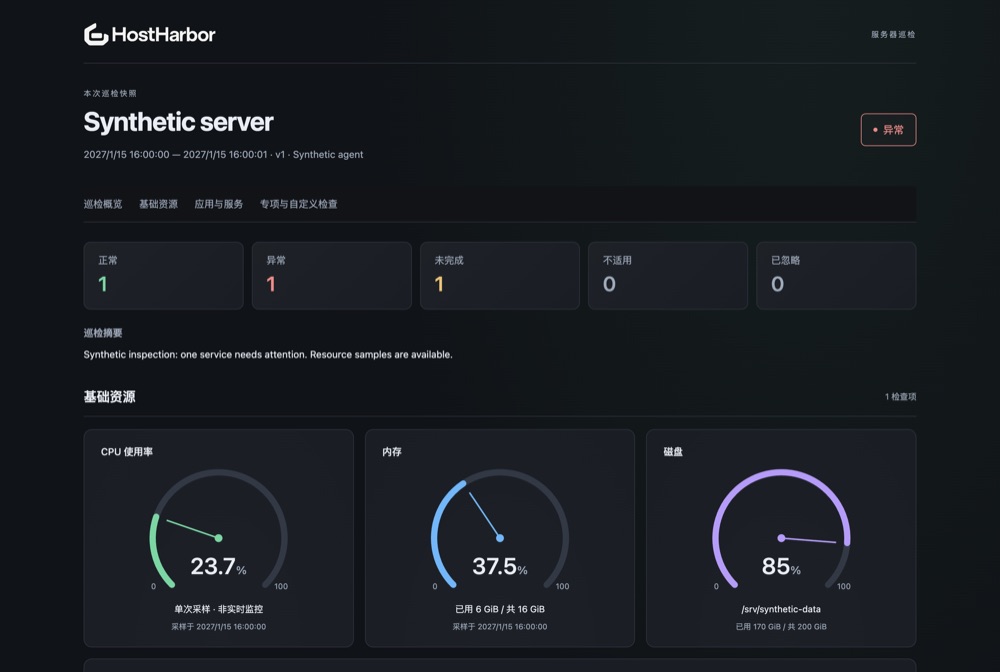 HostHarbor
服务器巡检
本次巡检快照
Synthetic server
2027/1/15 16:00:00 — 2027/1/15 16:00:01 · v1 · Synthetic agent
异常
巡检概览 基础资源 应用与服务 专项与自定义检查
正常 异常 未完成 不适用 已忽略
1 1 1 0 0
巡检摘要
Synthetic inspection: one service needs attention. Resource samples are available.
基础资源
1 检查项
CPU 使用率
23.7%
0 100
单次采样 · 非实时监控
采样于 2027/1/15 16:00:00
内存
37.5%
0 100
已用 6 GiB / 共 16 GiB
采样于 2027/1/15 16:00:00
磁盘
85%
0 100
/srv/synthetic-data
已用 170 GiB / 共 200 GiB